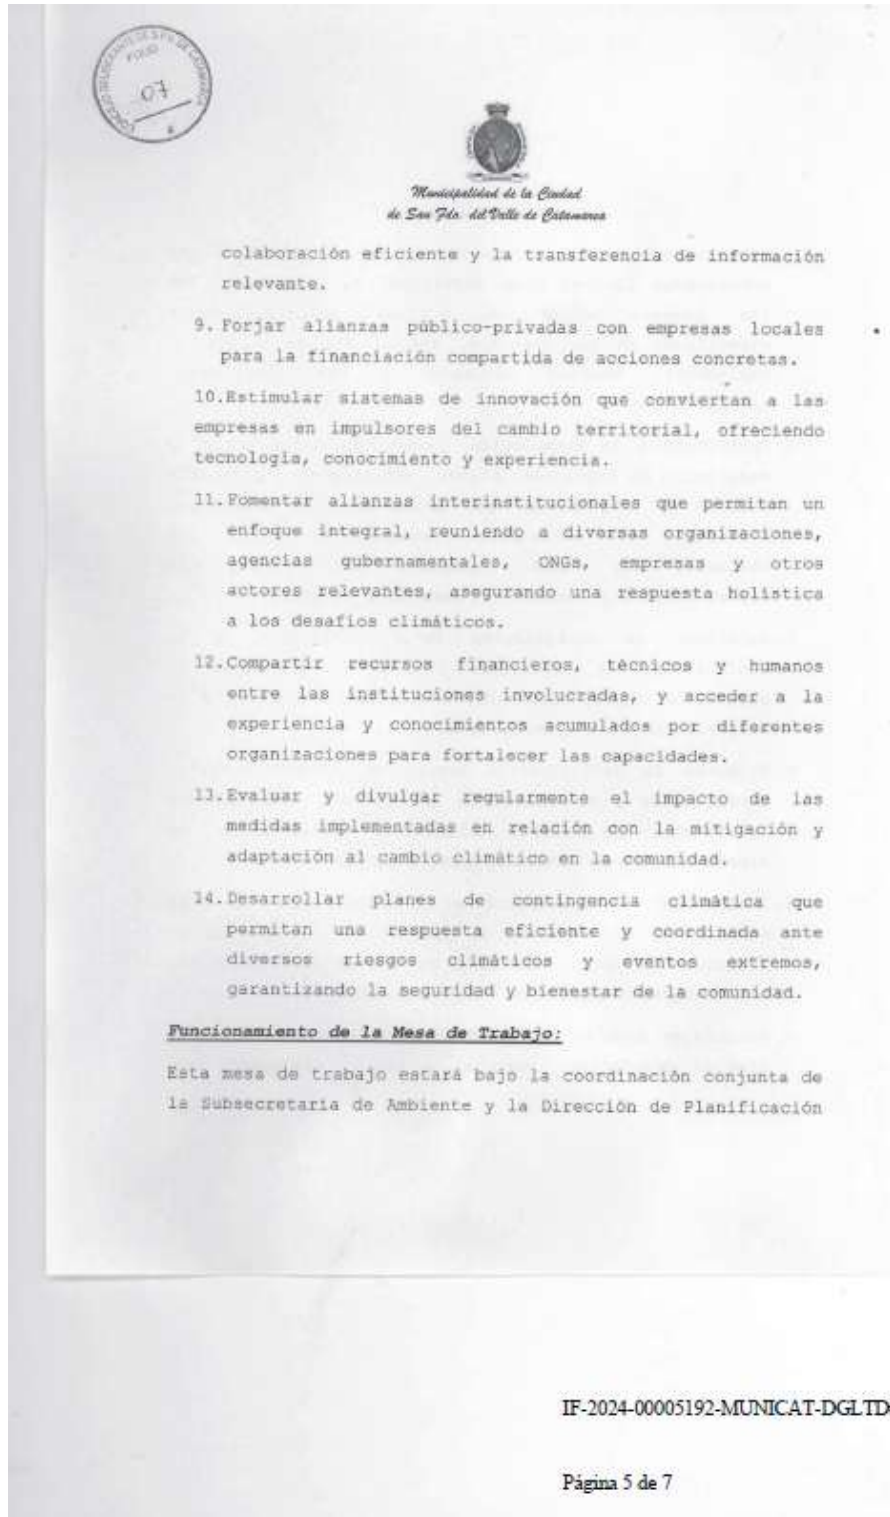 CONCEJO DELIBERANTE DE S.F.V. DE CATAMARCA
FOLIO
07
Municipalidad de la Ciudad
de San Fdo. del Valle de Catamarca
colaboración eficiente y la transferencia de información
relevante.
9. Forjar alianzas público-privadas con empresas locales
para la financiación compartida de acciones concretas.
10.Estimular sistemas de innovación que conviertan a las
empresas en impulsores del cambio territorial, ofreciendo
tecnología, conocimiento y experiencia.
11.Fomentar alianzas interinstitucionales que permitan un
enfoque integral, reuniendo a diversas organizaciones,
agencias gubernamentales, ONGs, empresas y otros
actores relevantes, asegurando una respuesta holística
a los desafíos climáticos.
12.Compartir recursos financieros, técnicos y humanos
entre las instituciones involucradas, y acceder a la
experiencia y conocimientos acumulados por diferentes
organizaciones para fortalecer las capacidades.
13.Evaluar y divulgar regularmente el impacto de las
medidas implementadas en relación con la mitigación y
adaptación al cambio climático en la comunidad.
14.Desarrollar planes de contingencia climática que
permitan una respuesta eficiente y coordinada ante
diversos riesgos climáticos y eventos extremos,
garantizando la seguridad y bienestar de la comunidad.
Funcionamiento de la Mesa de Trabajo:
Esta mesa de trabajo estará bajo la coordinación conjunta de
la Subsecretaría de Ambiente y la Dirección de Planificación
IF-2024-00005192-MUNICAT-DGLTD
Página 5 de 7